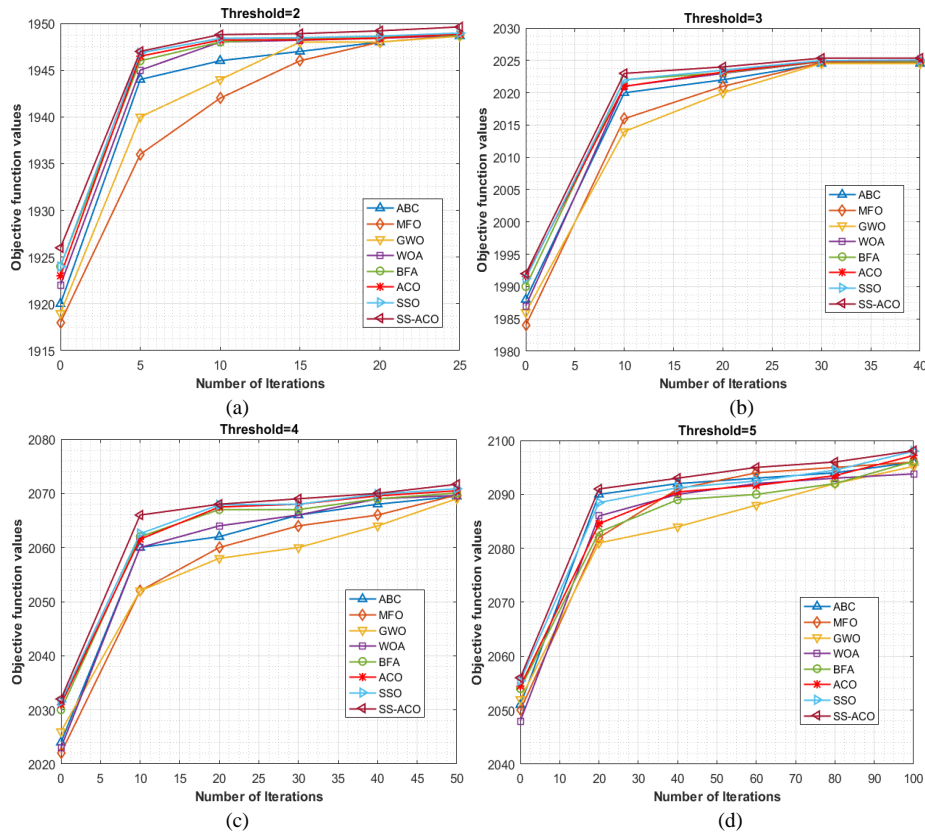 Threshold=2
Objective function values
1950
1945
1940
1935
1930
1925
1920
1915
0
5
10
15
20
25
Number of Iterations
ABC
MFO
GWO
WOA
BFA
ACO
SSO
SS-ACO
(a)
Threshold=3
Objective function values
2030
2025
2020
2015
2010
2005
2000
1995
1990
1985
1980
0
5
10
15
20
25
30
35
40
Number of Iterations
ABC
MFO
GWO
WOA
BFA
ACO
SSO
SS-ACO
(b)
Threshold=4
Objective function values
2080
2070
2060
2050
2040
2030
2020
0
5
10
15
20
25
30
35
40
45
50
Number of Iterations
ABC
MFO
GWO
WOA
BFA
ACO
SSO
SS-ACO
(c)
Threshold=5
Objective function values
2100
2090
2080
2070
2060
2050
2040
0
10
20
30
40
50
60
70
80
90
100
Number of Iterations
ABC
MFO
GWO
WOA
BFA
ACO
SSO
SS-ACO
(d)